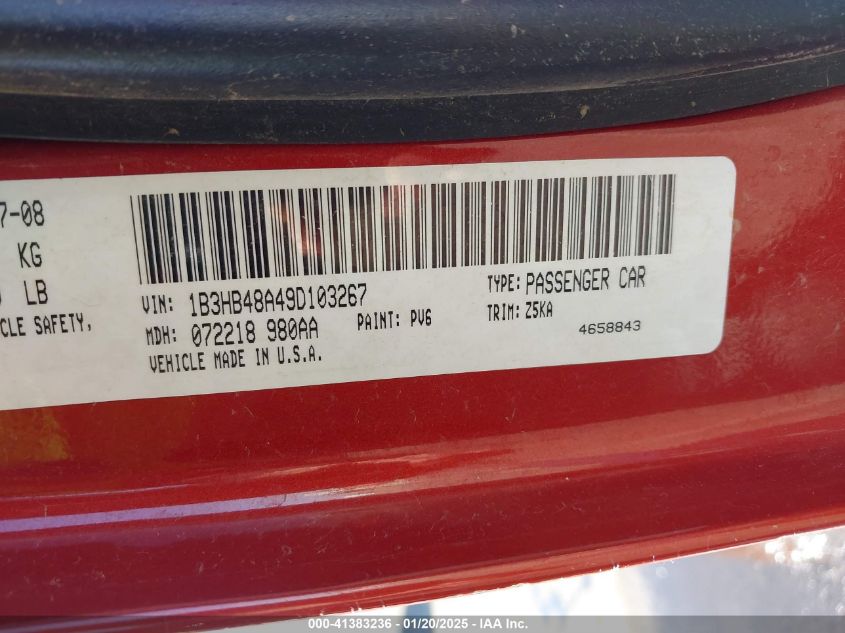 7-08
KG
LB
CLE SAFETY,
VIN: 1B3HB48A49D103267
TYPE: PASSENGER CAR
MDH: 072218 980AA
PAINT: PV6
TRIM: Z5KA
VEHICLE MADE IN U.S.A.
4658843
000-41383236 - 01/20/2025 - IAA Inc.